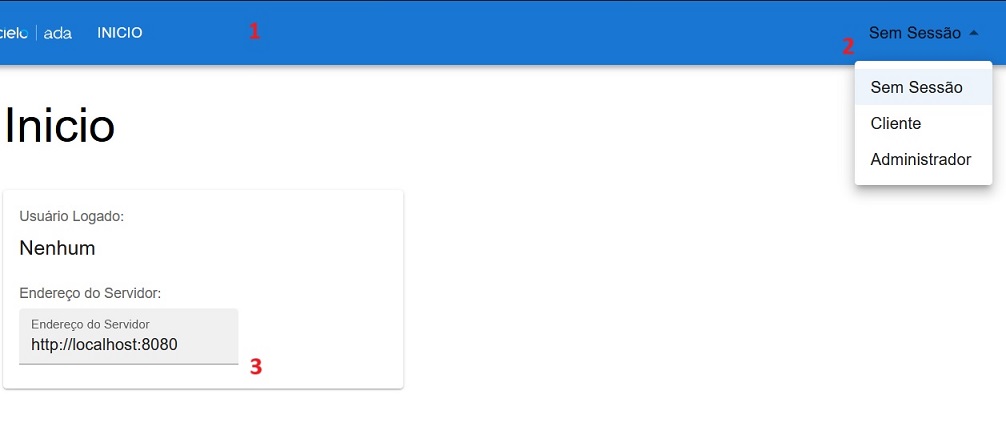 cielo | ada INICIO 1 Sem Sessão
2
Sem Sessão
Cliente
Administrador
Inicio
Usuário Logado:
Nenhum
Endereço do Servidor:
Endereço do Servidor
http://localhost:8080
3